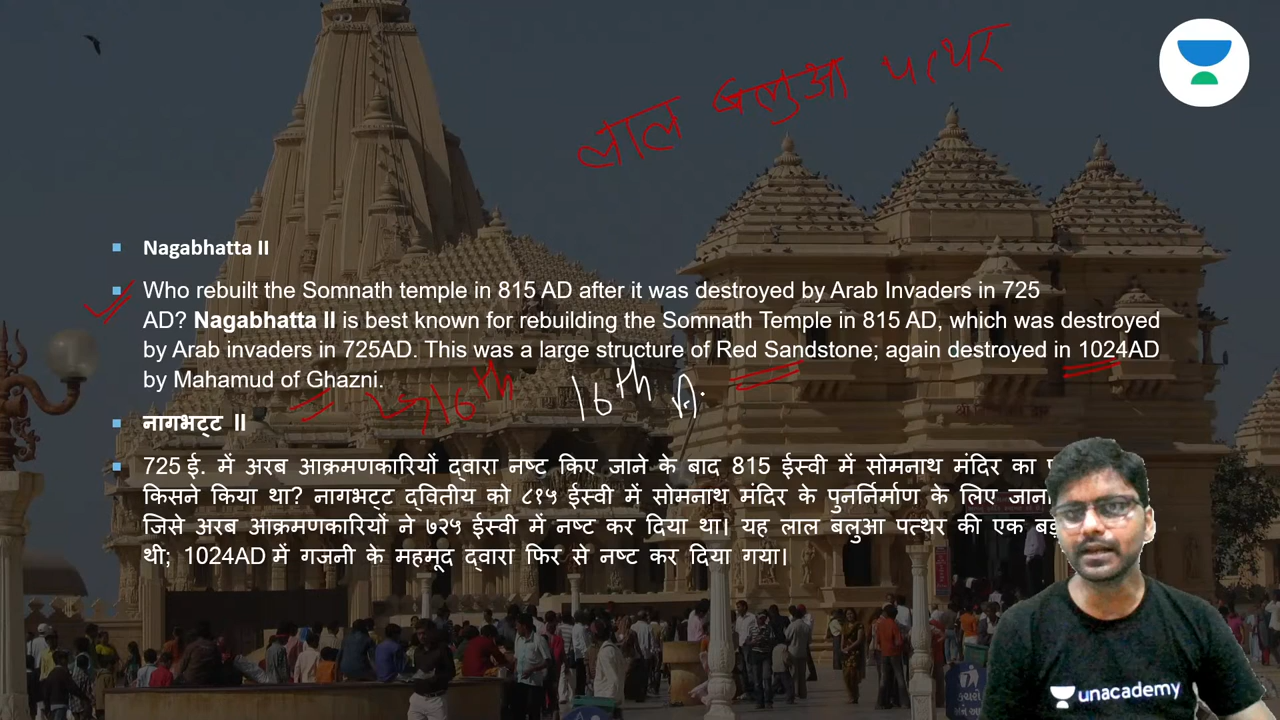 लाल बलुआ पत्थर
Nagabhatta II
Who rebuilt the Somnath temple in 815 AD after it was destroyed by Arab Invaders in 725
AD? Nagabhatta II is best known for rebuilding the Somnath Temple in 815 AD, which was destroyed
by Arab invaders in 725AD. This was a large structure of Red Sandstone; again destroyed in 1024AD
by Mahamud of Ghazni.
16th
16th
नागभट्ट II
725 ई. में अरब आक्रमणकारियों द्वारा नष्ट किए जाने के बाद 815 ईस्वी में सोमनाथ मंदिर का
किसने किया था? नागभट्ट द्वितीय को ८१५ ईस्वी में सोमनाथ मंदिर के पुनर्निर्माण के लिए जाना
जिसे अरब आक्रमणकारियों ने ७२५ ईस्वी में नष्ट कर दिया था। यह लाल बलुआ पत्थर की एक
थी; 1024AD में गजनी के महमूद द्वारा फिर से नष्ट कर दिया गया।
unacademy